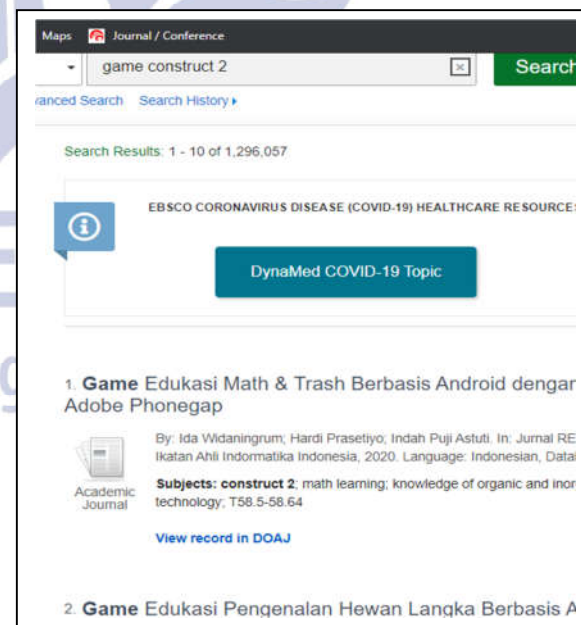 Maps Journal / Conference
game construct 2 Search
anced Search Search History
Search Results: 1 - 10 of 1,296,057
EBSCO CORONAVIRUS DISEASE (COVID-19) HEALTHCARE RESOURCES
DynaMed COVID-19 Topic
1. Game Edukasi Math & Trash Berbasis Android dengan
Adobe Phonegap
By: Ida Widaningrum; Hardi Prasetiyo; Indah Puji Astuti. In: Jurnal RE
Ikatan Ahli Indormatika Indonesia, 2020. Language: Indonesian, Datab
Academic
Journal
Subjects: construct 2; math learning; knowledge of organic and inor
technology; T58.5-58.64
View record in DOAJ
2. Game Edukasi Pengenalan Hewan Langka Berbasis A